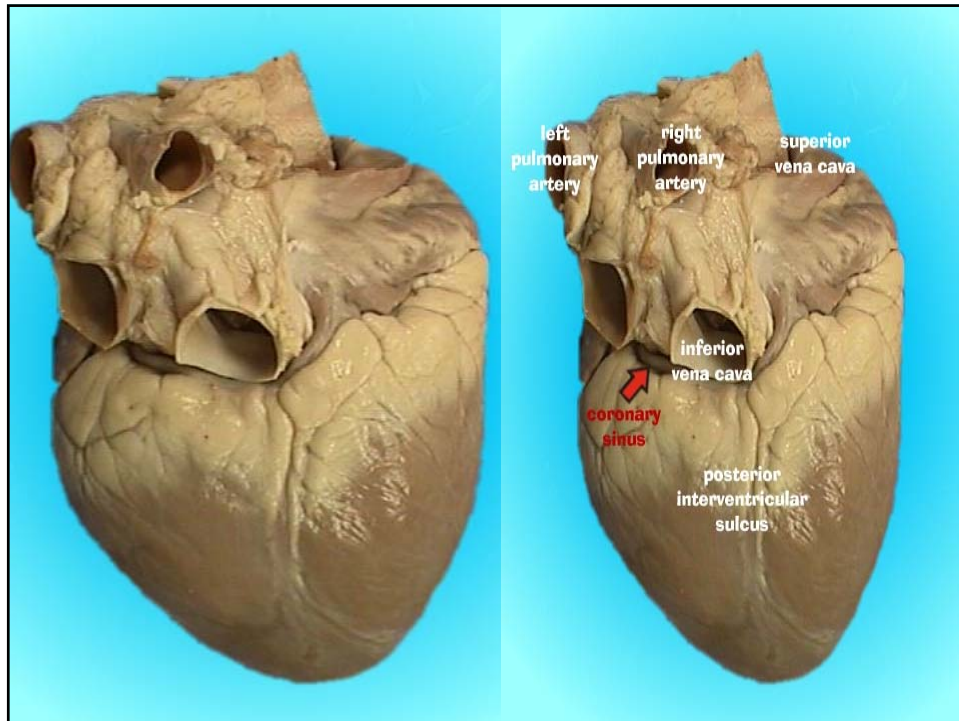 left
pulmonary
artery
right
pulmonary
artery
superior
vena cava
inferior
vena cava
coronary
sinus
posterior
interventricular
sulcus